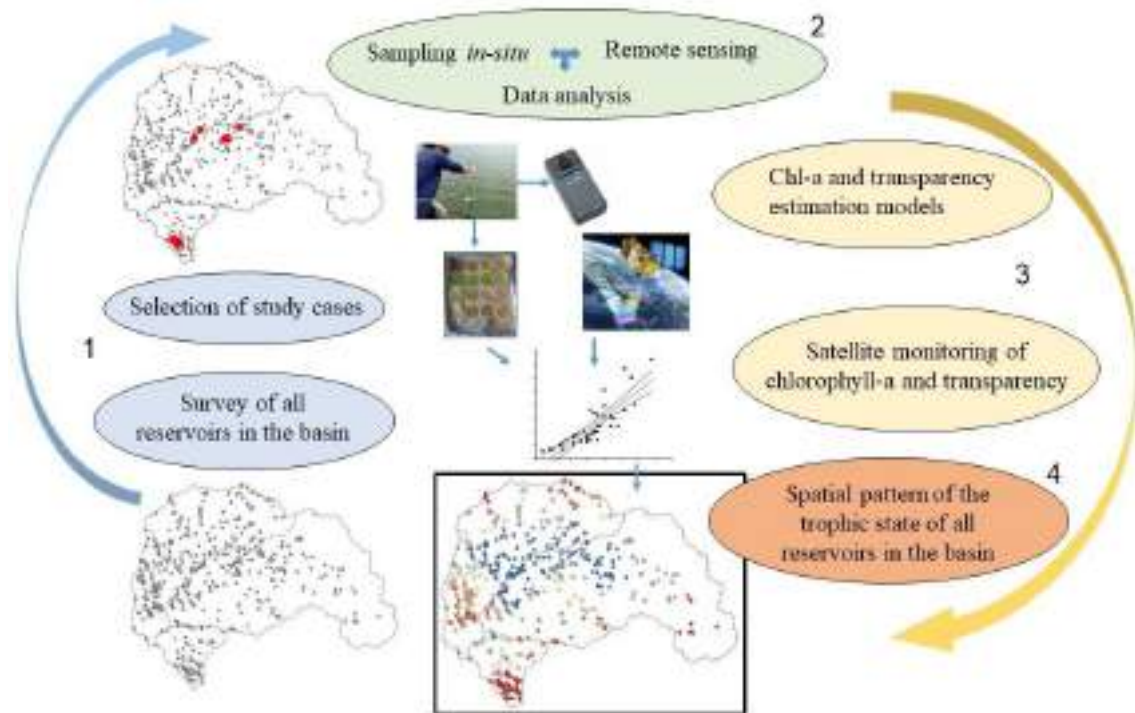 2
Sampling in-situ
Remote sensing
Data analysis
Chl-a and transparency
estimation models
3
Selection of study cases
1
Satellite monitoring of
chlorophyll-a and transparency
Survey of all
reservoirs in the basin
4
Spatial pattern of the
trophic state of all
reservoirs in the basin